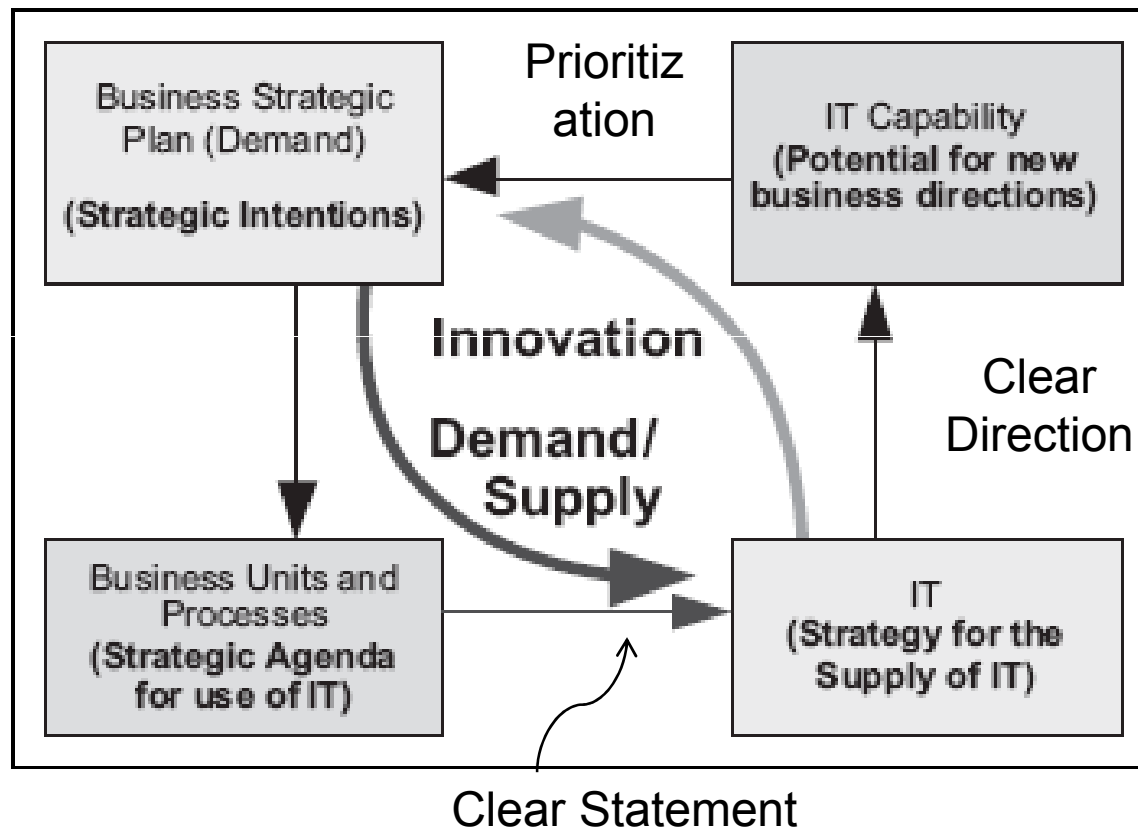 Business Strategic
Plan (Demand)
(Strategic Intentions)
Prioritiz
ation
IT Capability
(Potential for new
business directions)
Innovation
Demand/
Supply
Clear
Direction
Business Units and
Processes
(Strategic Agenda
for use of IT)
IT
(Strategy for the
Supply of IT)
Clear Statement